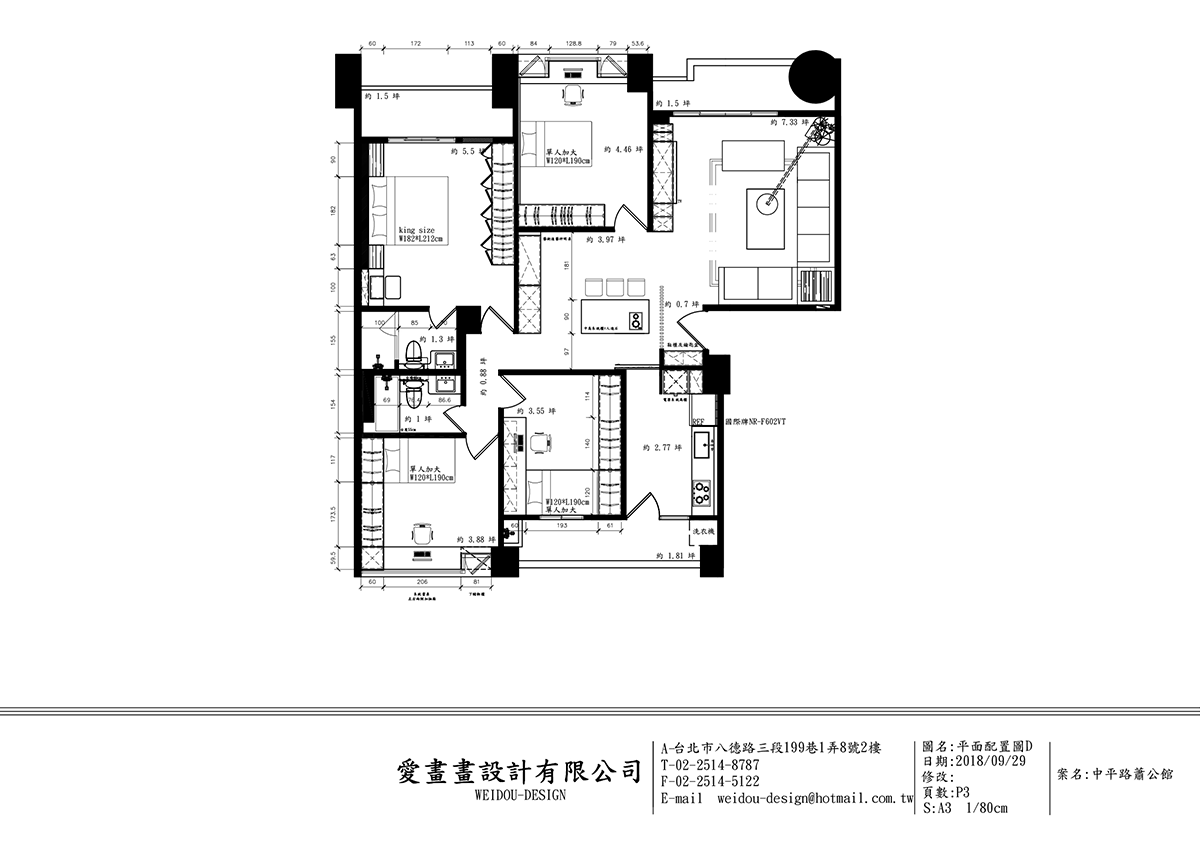 60 172 113 60 84 128.8 79 53.6
約 1.5 坪
約 1.5 坪
約 7.33 坪
約 5.5 坪
單人加大
W120*L190cm
約 4.46 坪
90
182
63
100
155
154
117
173.5
59.5
king size
W182*L212cm
約 3.97 坪
181
90
97
約 0.7 坪
100 85
約 1.3 坪
約 0.88 坪
69 76.4 86.6
約 1 坪
約 3.55 坪
114
140
120
REF
國際牌NR-F602VT
約 2.77 坪
單人加大
W120*L190cm
W120*L190cm
單人加大
約 3.88 坪
60 193 61
洗衣機
約 1.81 坪
60 206 81
愛畫畫設計有限公司
WEIDOU-DESIGN
A-台北市八德路三段199巷1弄8號2樓
T-02-2514-8787
F-02-2514-5122
E-mail weidou-design@hotmail.com.tw
圖名:平面配置圖D
日期:2018/09/29
修改:
頁數:P3
S:A3 1/80cm
案名:中平路蕭公館